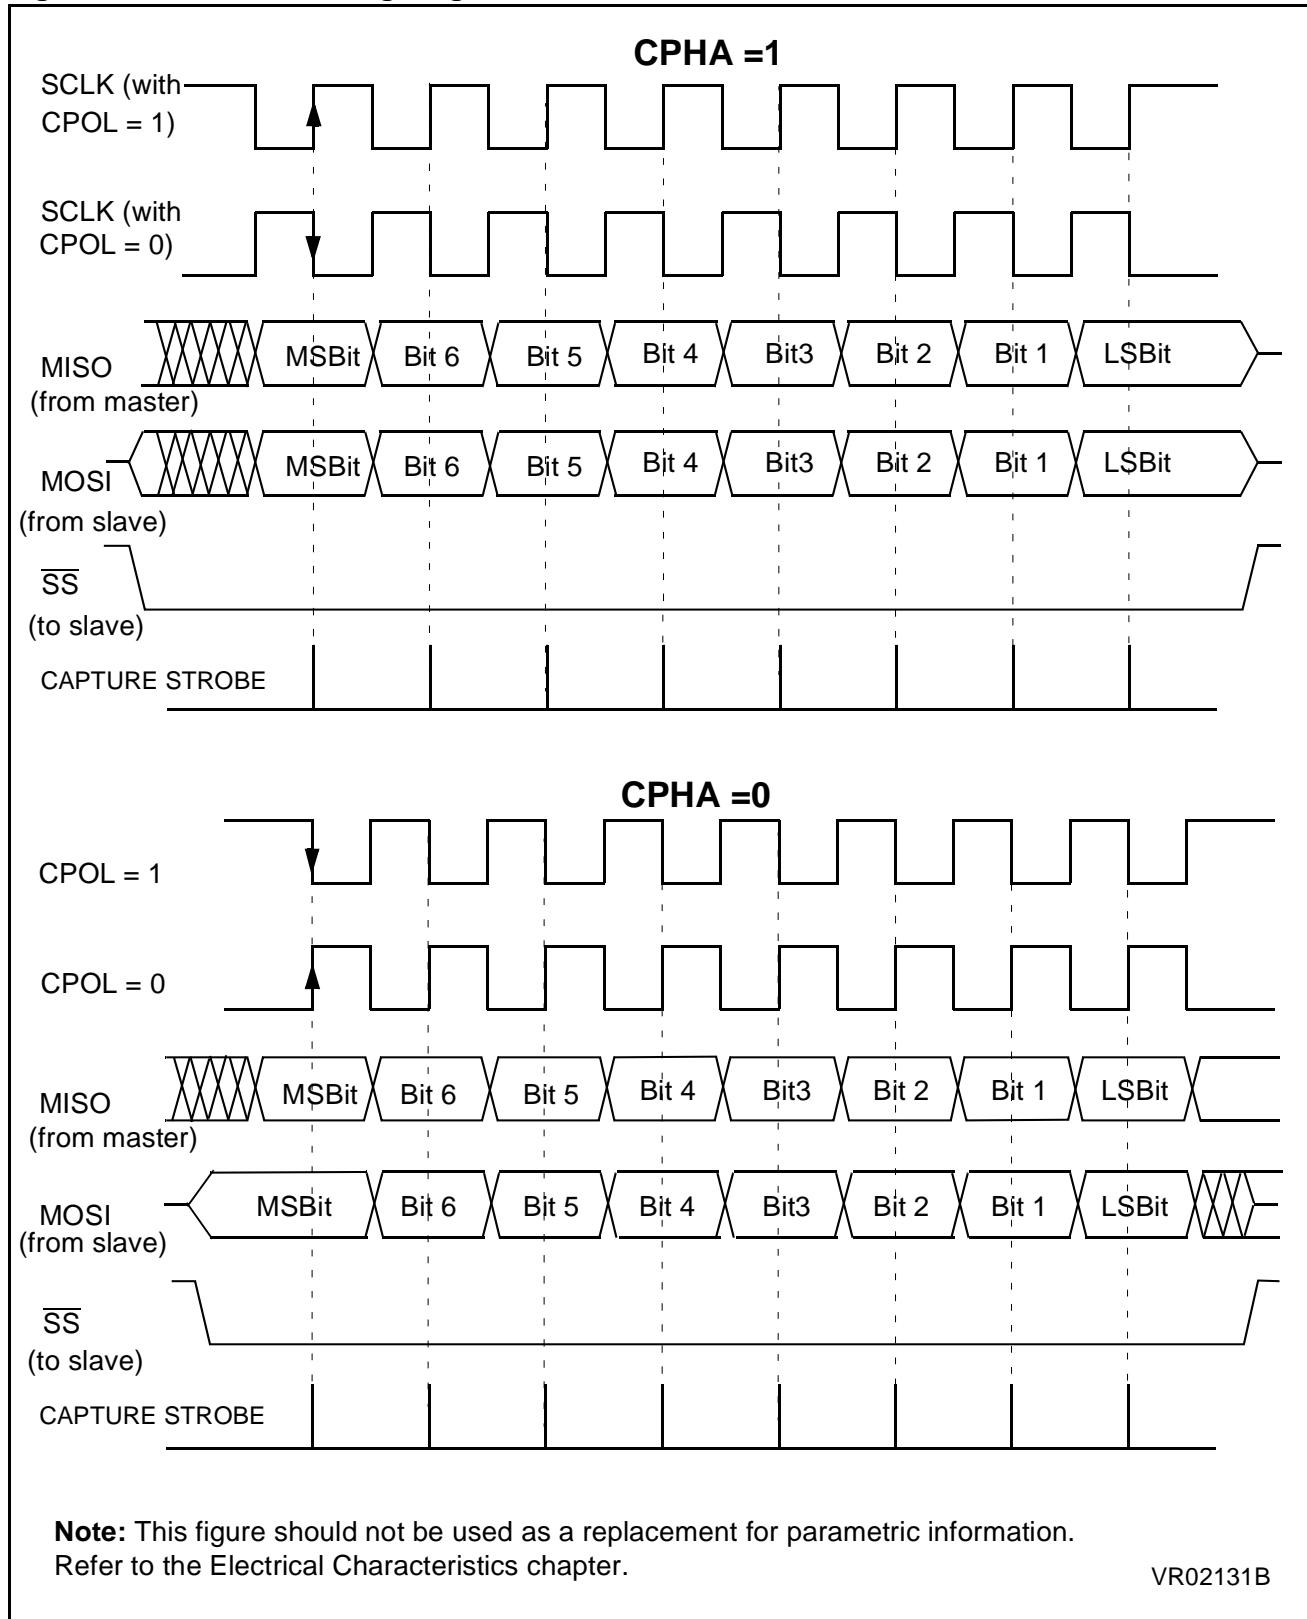 CPHA =1
SCLK (with
CPOL = 1)
SCLK (with
CPOL = 0)
MISO
(from master)
MSBit Bit 6 Bit 5 Bit 4 Bit3 Bit 2 Bit 1 LSBit
MOSI
(from slave)
MSBit Bit 6 Bit 5 Bit 4 Bit3 Bit 2 Bit 1 LSBit
SS
(to slave)
CAPTURE STROBE
CPHA =0
CPOL = 1
CPOL = 0
MISO
(from master)
MSBit Bit 6 Bit 5 Bit 4 Bit3 Bit 2 Bit 1 LSBit
MOSI
(from slave)
MSBit Bit 6 Bit 5 Bit 4 Bit3 Bit 2 Bit 1 LSBit
SS
(to slave)
CAPTURE STROBE
Note: This figure should not be used as a replacement for parametric information.
Refer to the Electrical Characteristics chapter.
VR02131B